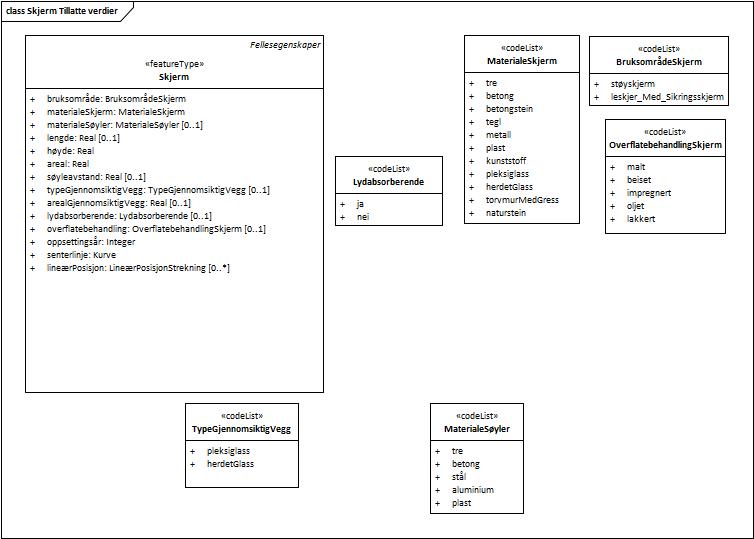 class Skjerm Tillatte verdier
Fellesegenskaper
«featureType»
Skjerm
+ bruksområde: BruksområdeSkjerm
+ materialeSkjerm: MaterialeSkjerm
+ materialeSøyler: MaterialeSøyler [0..1]
+ lengde: Real [0..1]
+ høyde: Real
+ areal: Real
+ søyleavstand: Real [0..1]
+ typeGjennomsiktigVegg: TypeGjennomsiktigVegg [0..1]
+ arealGjennomsiktigVegg: Real [0..1]
+ lydabsorberende: Lydabsorberende [0..1]
+ overflatebehandling: OverflatebehandlingSkjerm [0..1]
+ oppsettingsår: Integer
+ senterlinje: Kurve
+ lineærPosisjon: LineærPosisjonStrekning [0..*]
«codeList»
Lydabsorberende
+ ja
+ nei
«codeList»
MaterialeSkjerm
+ tre
+ betong
+ betongstein
+ tegl
+ metall
+ plast
+ kunststoff
+ pleksiglass
+ herdetGlass
+ torvmurMedGress
+ naturstein
«codeList»
BruksområdeSkjerm
+ støyskjerm
+ leskjer_Med_Sikringsskjerm
«codeList»
OverflatebehandlingSkjerm
+ malt
+ beiset
+ impregnert
+ oljet
+ lakkert
«codeList»
TypeGjennomsiktigVegg
+ pleksiglass
+ herdetGlass
«codeList»
MaterialeSøyler
+ tre
+ betong
+ stål
+ aluminium
+ plast